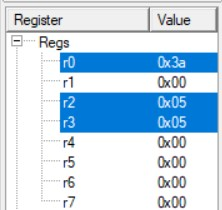 Register Value
Regs
r0 0x3a
r1 0x00
r2 0x05
r3 0x05
r4 0x00
r5 0x00
r6 0x00
r7 0x00